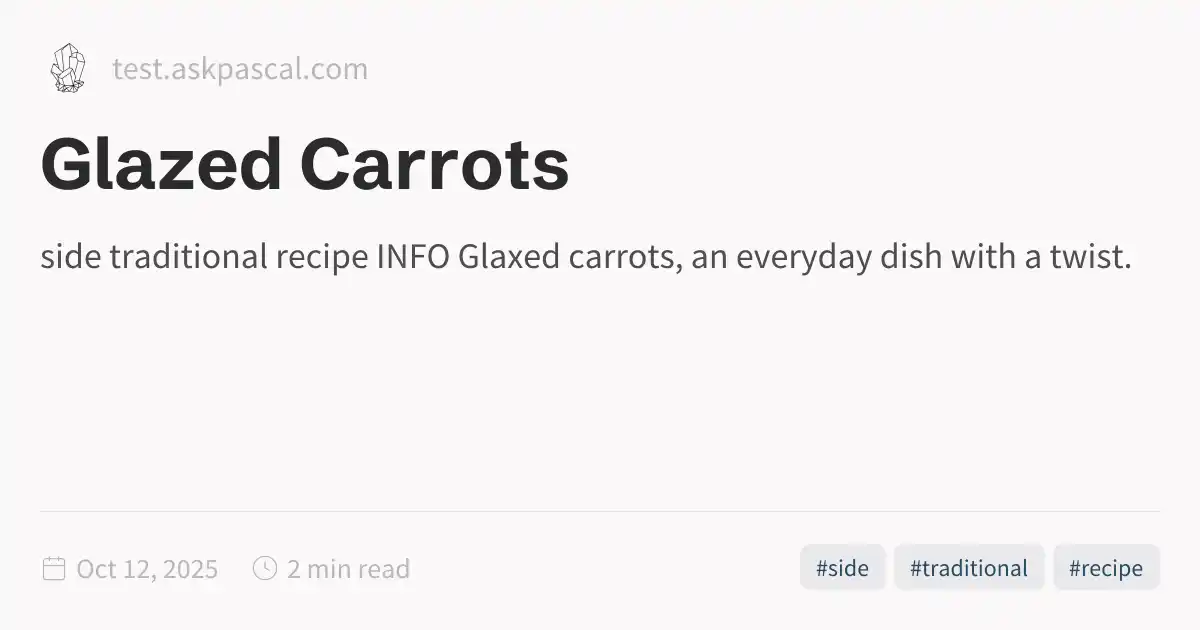 test.askpascal.com
Glazed Carrots
side traditional recipe INFO Glaxed carrots, an everyday dish with a twist.
Oct 12, 2025 2 min read #side #traditional #recipe